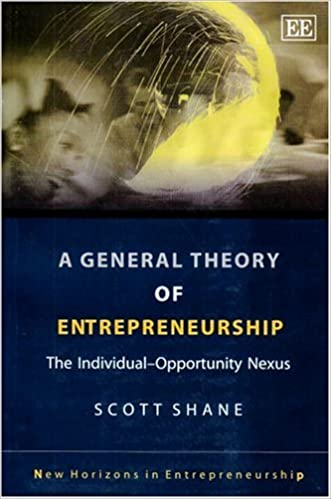 EE
A GENERAL THEORY
OF
ENTREPRENEURSHIP
The Individual–Opportunity Nexus
SCOTT SHANE
New Horizons in Entrepreneurship